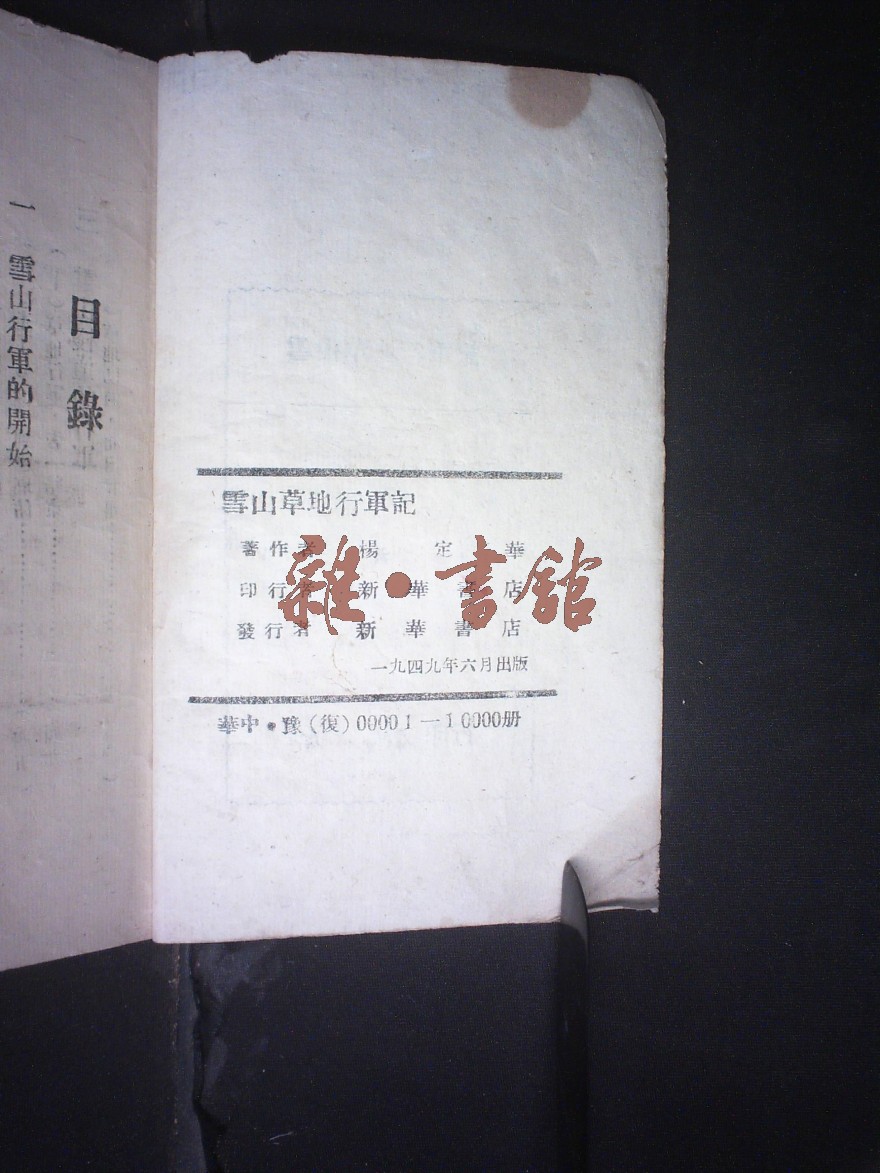 雪山草地行軍記
著作者 楊定華
印行者 新華書店
發行者 新華書店
一九四九年六月出版
華中•豫(復)00001—10000册
雜•書館
目錄
一 雪山行軍的開始